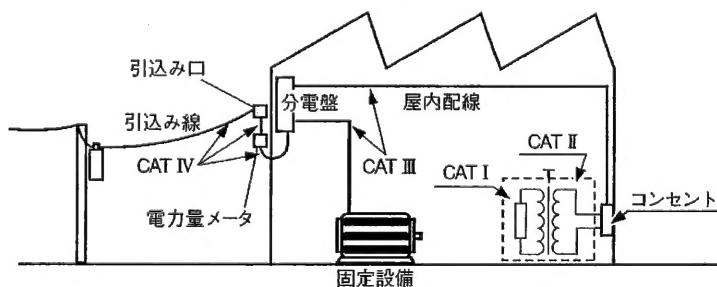 引込み口
分電盤
屋内配線
引込み線
CAT IV
CAT III
CAT II
CAT I
T
コンセント
電力量メータ
固定設備